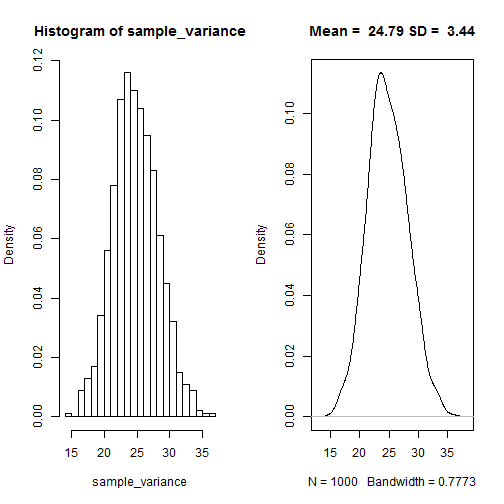 Histogram of sample_variance
Density
0.00 0.02 0.04 0.06 0.08 0.10 0.12
15 20 25 30 35
sample_variance
Mean = 24.79 SD = 3.44
Density
0.00 0.02 0.04 0.06 0.08 0.10
15 20 25 30 35
N = 1000 Bandwidth = 0.7773